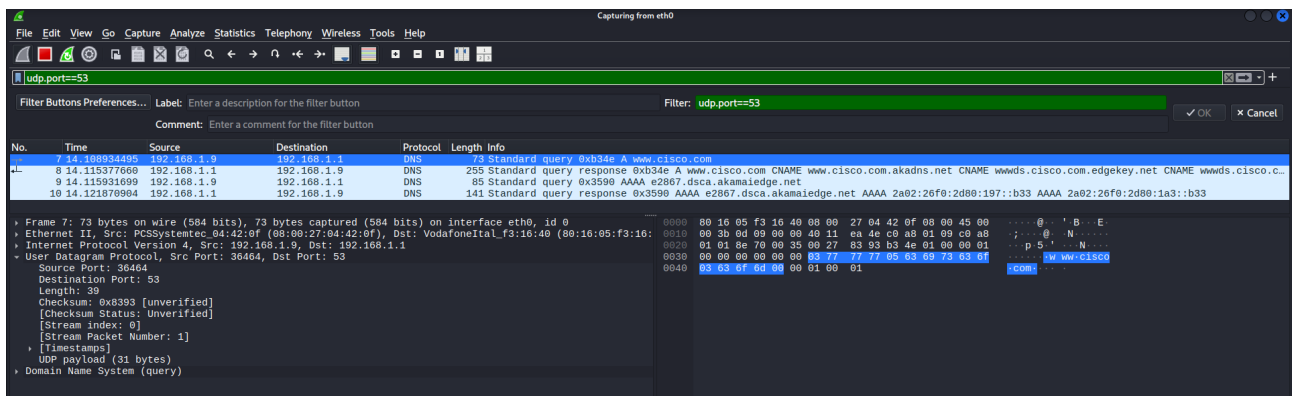 Capturing from eth0
File Edit View Go Capture Analyze Statistics Telephony Wireless Tools Help
udp.port==53
Filter Buttons Preferences... Label: Enter a description for the filter button Filter: udp.port==53 OK Cancel
Comment: Enter a comment for the filter button
No. Time Source Destination Protocol Length Info
7 14.108934495 192.168.1.9 192.168.1.1 DNS 73 Standard query 0xb34e A www.cisco.com
8 14.115377660 192.168.1.1 192.168.1.9 DNS 255 Standard query response 0xb34e A www.cisco.com CNAME www.cisco.com.akadns.net CNAME wwwds.cisco.com.edgekey.net CNAME wwwds.cisco.c...
9 14.115931699 192.168.1.9 192.168.1.1 DNS 85 Standard query 0x3590 AAAA e2867.dsca.akamaiedge.net
10 14.121870904 192.168.1.1 192.168.1.9 DNS 141 Standard query response 0x3590 AAAA e2867.dsca.akamaiedge.net AAAA 2a02:26f0:2d80:197::b33 AAAA 2a02:26f0:2d80:1a3::b33
Frame 7: 73 bytes on wire (584 bits), 73 bytes captured (584 bits) on interface eth0, id 0
Ethernet II, Src: PCSSystemtec_04:42:0f (08:00:27:04:42:0f), Dst: VodafoneItal_f3:16:40 (80:16:05:f3:16:
Internet Protocol Version 4, Src: 192.168.1.9, Dst: 192.168.1.1
User Datagram Protocol, Src Port: 36464, Dst Port: 53
Source Port: 36464
Destination Port: 53
Length: 39
Checksum: 0x8393 [unverified]
[Checksum Status: Unverified]
[Stream index: 0]
[Stream Packet Number: 1]
[Timestamps]
UDP payload (31 bytes)
Domain Name System (query)
0000 80 16 05 f3 16 40 08 00 27 04 42 0f 08 00 45 00 ·····@·· '·B···E·
0010 00 3b bd 09 00 00 40 11 ea 4e c0 a8 01 09 c0 a8 ·;····@· ·N······
0020 01 01 8e 70 00 35 00 27 83 93 b3 4e 01 00 00 01 ···p·5·' ···N····
0030 00 00 00 00 00 00 03 77 77 77 05 63 69 73 63 6f ·······w ww·cisco
0040 03 63 6f 6d 00 00 01 00 01 ·com···· ·